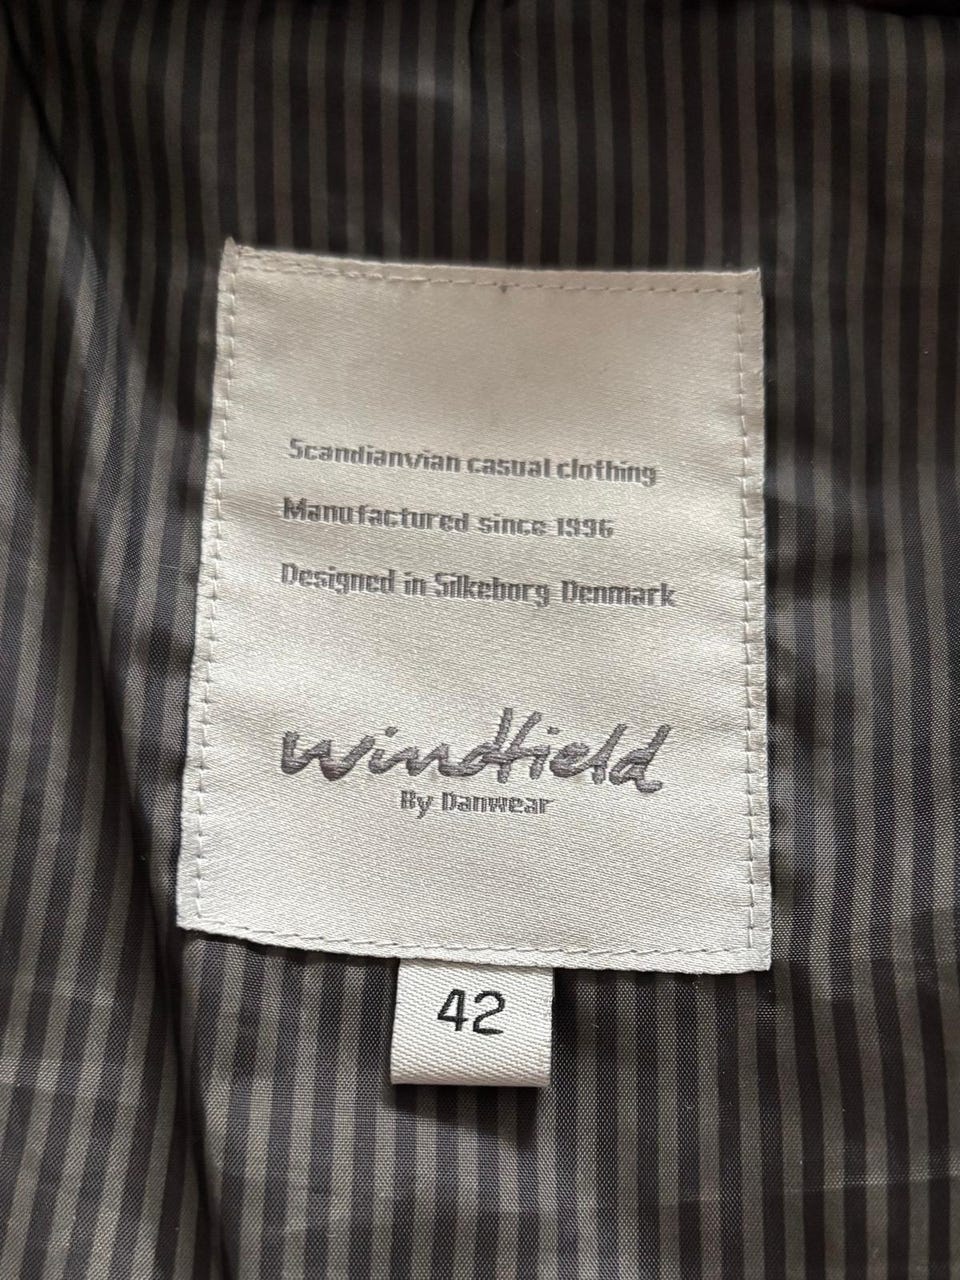 Scandianvian casual clothing
Manufactured since 1996
Designed in Silkeborg Denmark
windfield
By Danwear
42